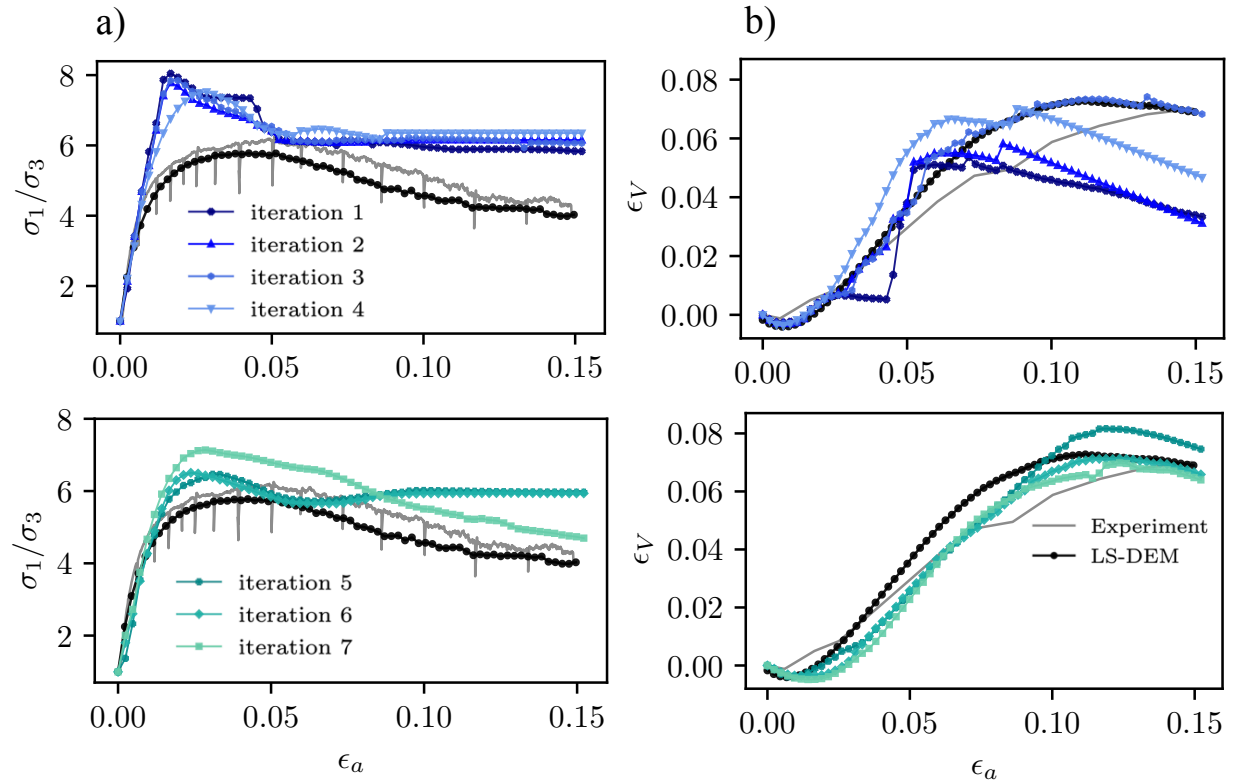 a)
b)
8
6
4
2
σ1/σ3
iteration 1
iteration 2
iteration 3
iteration 4
0.00 0.05 0.10 0.15
0.08
0.06
0.04
0.02
0.00
ϵV
0.00 0.05 0.10 0.15
8
6
4
2
σ1/σ3
iteration 5
iteration 6
iteration 7
0.00 0.05 0.10 0.15
ϵa
0.08
0.06
0.04
0.02
0.00
ϵV
Experiment
LS-DEM
0.00 0.05 0.10 0.15
ϵa